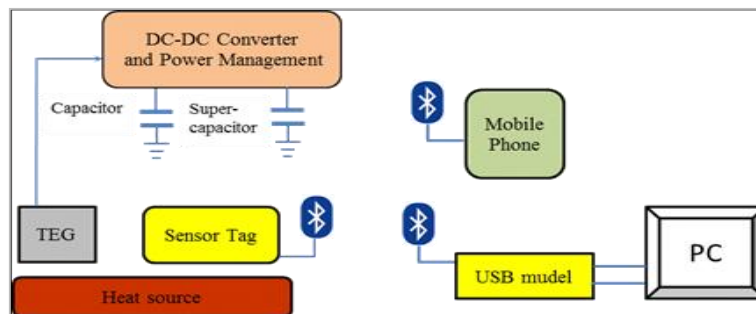 DC-DC Converter
and Power Management
Capacitor
Super-
capacitor
Mobile
Phone
TEG
Sensor Tag
USB mudel
PC
Heat source